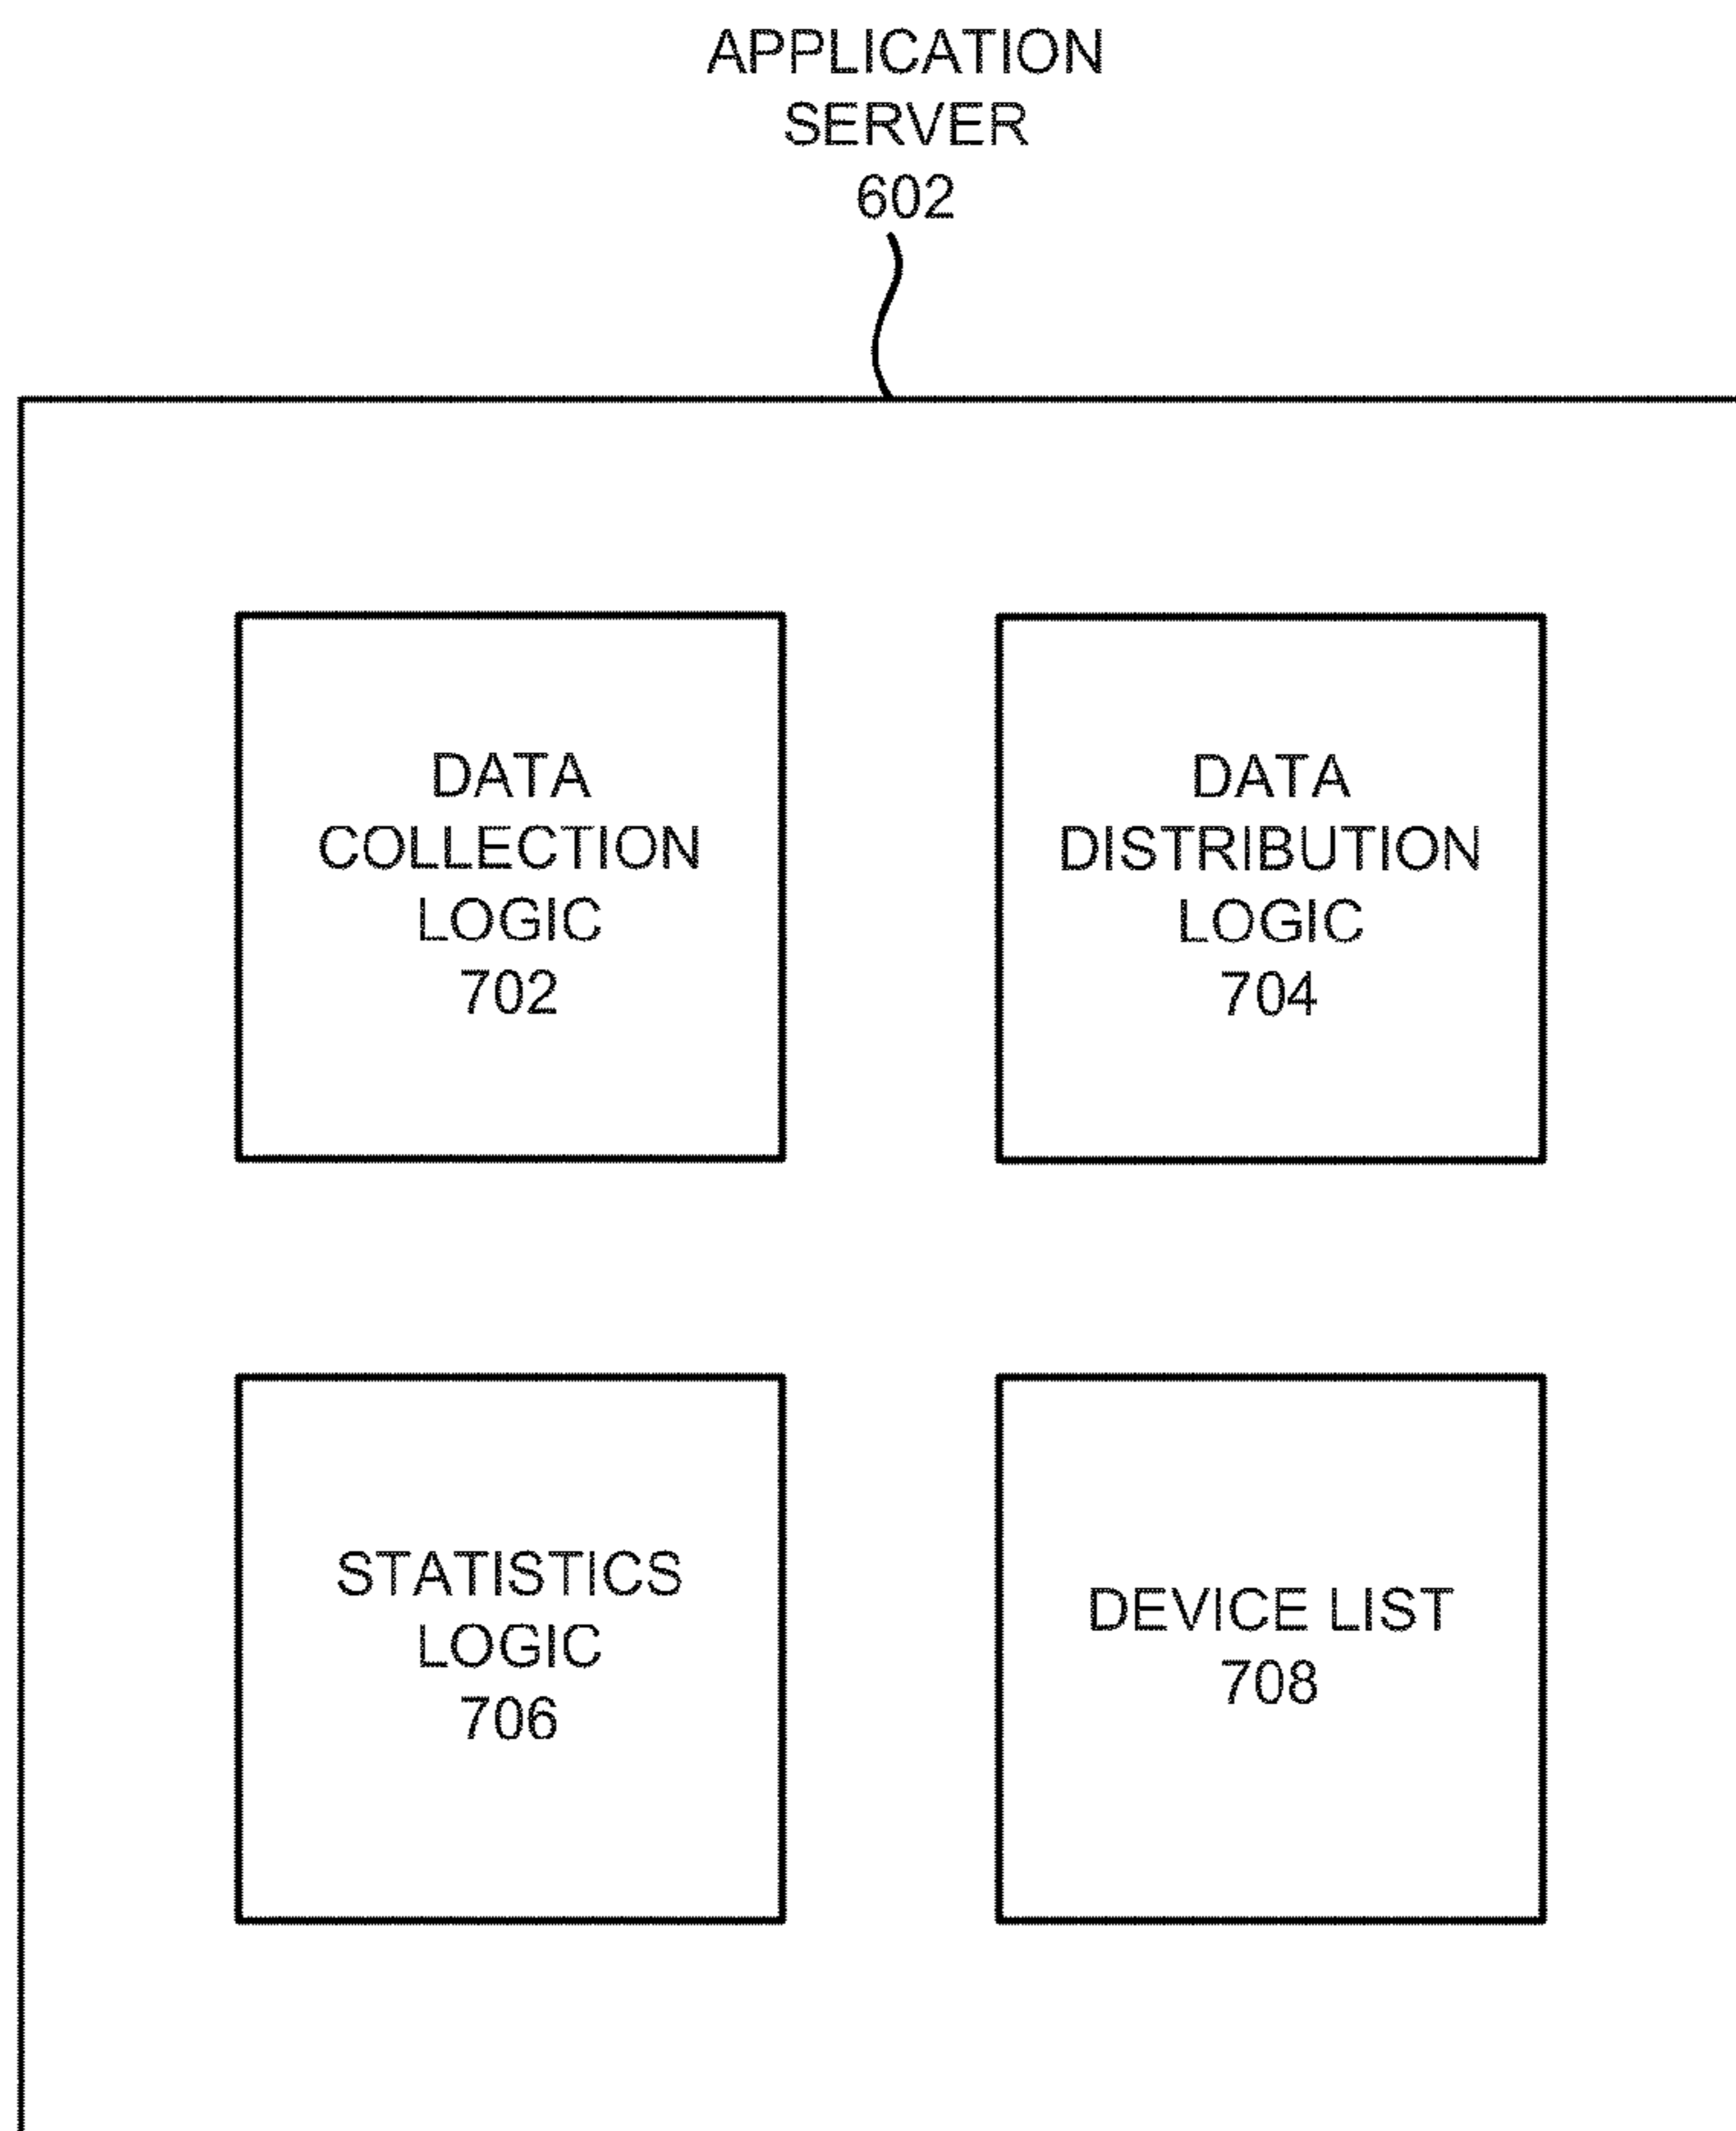 APPLICATION
SERVER
602
DATA
COLLECTION
LOGIC
702
DATA
DISTRIBUTION
LOGIC
704
STATISTICS
LOGIC
706
DEVICE LIST
708